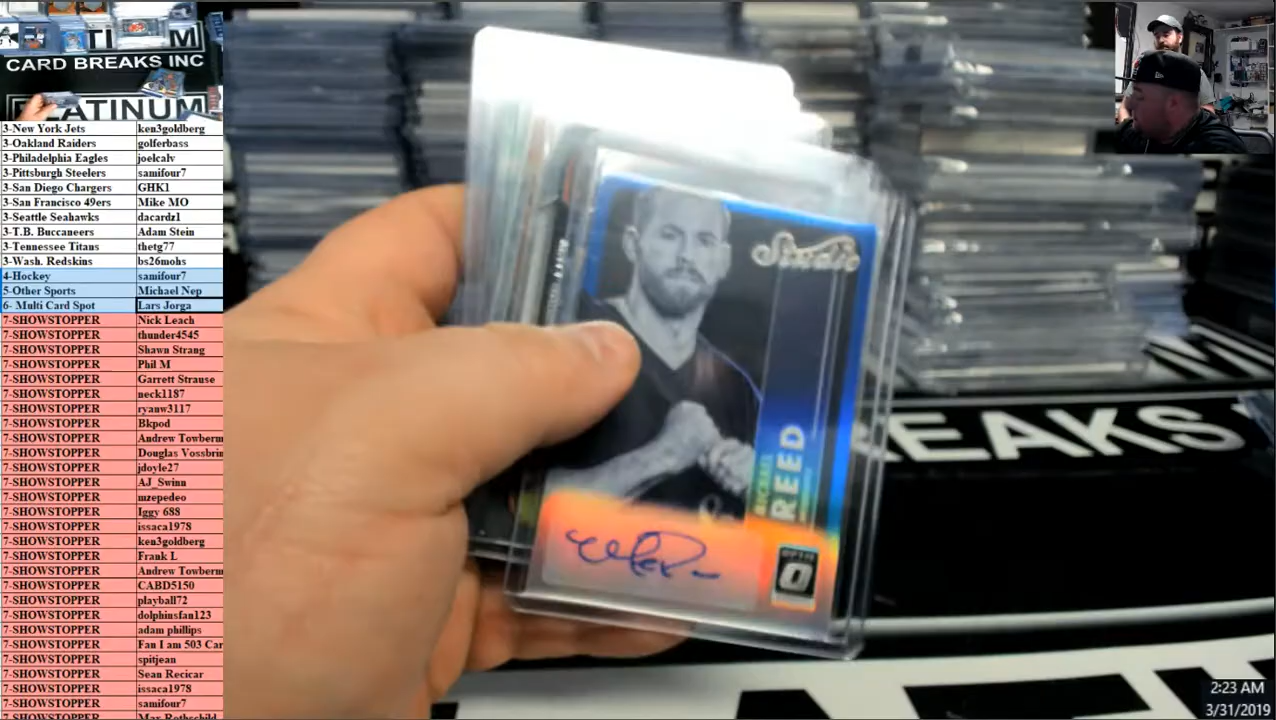 CARD BREAKS INC
PLATINUM
3-New York Jets ken3goldberg
3-Oakland Raiders golferbass
3-Philadelphia Eagles joelcalv
3-Pittsburgh Steelers samifour7
3-San Diego Chargers GHK1
3-San Francisco 49ers Mike MO
3-Seattle Seahawks dacardz1
3-T.B. Buccaneers Adam Stein
3-Tennessee Titans thetg77
3-Wash. Redskins bs26mohs
4-Hockey samifour7
5-Other Sports Michael Nep
6- Multi Card Spot Lars Jorga
7-SHOWSTOPPER Nick Leach
7-SHOWSTOPPER thunder4545
7-SHOWSTOPPER Shawn Strang
7-SHOWSTOPPER Phil M
7-SHOWSTOPPER Garrett Strause
7-SHOWSTOPPER neck1187
7-SHOWSTOPPER ryanw3117
7-SHOWSTOPPER Bkpod
7-SHOWSTOPPER Andrew Towberm
7-SHOWSTOPPER Douglas Vossbrin
7-SHOWSTOPPER jdoyle27
7-SHOWSTOPPER AJ_Swinn
7-SHOWSTOPPER mzepedeo
7-SHOWSTOPPER Iggy 688
7-SHOWSTOPPER issaca1978
7-SHOWSTOPPER ken3goldberg
7-SHOWSTOPPER Frank L
7-SHOWSTOPPER Andrew Towberm
7-SHOWSTOPPER CABD5150
7-SHOWSTOPPER playball72
7-SHOWSTOPPER dolphinsfan123
7-SHOWSTOPPER adam phillips
7-SHOWSTOPPER Fan I am 503 Car
7-SHOWSTOPPER spitjean
7-SHOWSTOPPER Sean Recicar
7-SHOWSTOPPER issaca1978
7-SHOWSTOPPER samifour7
7-SHOWSTOPPER Max Rothschild
Studio
MICHAEL
REED
OPTIC
EAKS
2:23 AM
3/31/2019